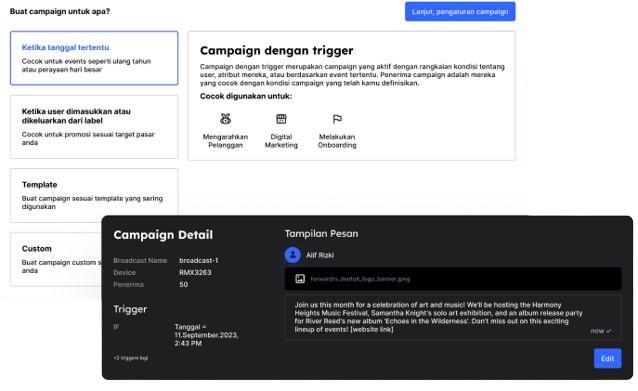 Buat campaign untuk apa?
Lanjut, pengaturan campaign
Ketika tanggal tertentu
Cocok untuk events seperti ulang tahun
atau perayaan hari besar
Ketika user dimasukkan atau
dikeluarkan dari label
Cocok untuk promosi sesuai target pasar
anda
Template
Buat campaign sesuai template yang sering
digunakan
Custom
Buat campaign custom s
anda
Campaign dengan trigger
Campaign dengan trigger merupakan campaign yang aktif dengan rangkaian kondisi tentang
user, atribut mereka, atau berdasarkan event tertentu. Penerima campaign adalah mereka
yang cocok dengan kondisi campaign yang telah kamu definisikan.
Cocok digunakan untuk:
Mengarahkan
Pelanggan
Digital
Marketing
Melakukan
Onboarding
Campaign Detail
Broadcast Name broadcast-1
Device RMX3263
Penerima 50
Trigger
IF Tanggal =
11.September.2023,
2:43 PM
+2 triggers lagi
Tampilan Pesan
Alif Rizki
forwardin_deafult_logo_banner.jpeg
Join us this month for a celebration of art and music! We'll be hosting the Harmony
Heights Music Festival, Samantha Knight's solo art exhibition, and an album release party
for River Reed's new album 'Echoes in the Wilderness'. Don't miss out on this exciting
lineup of events! [website link]
now
Edit